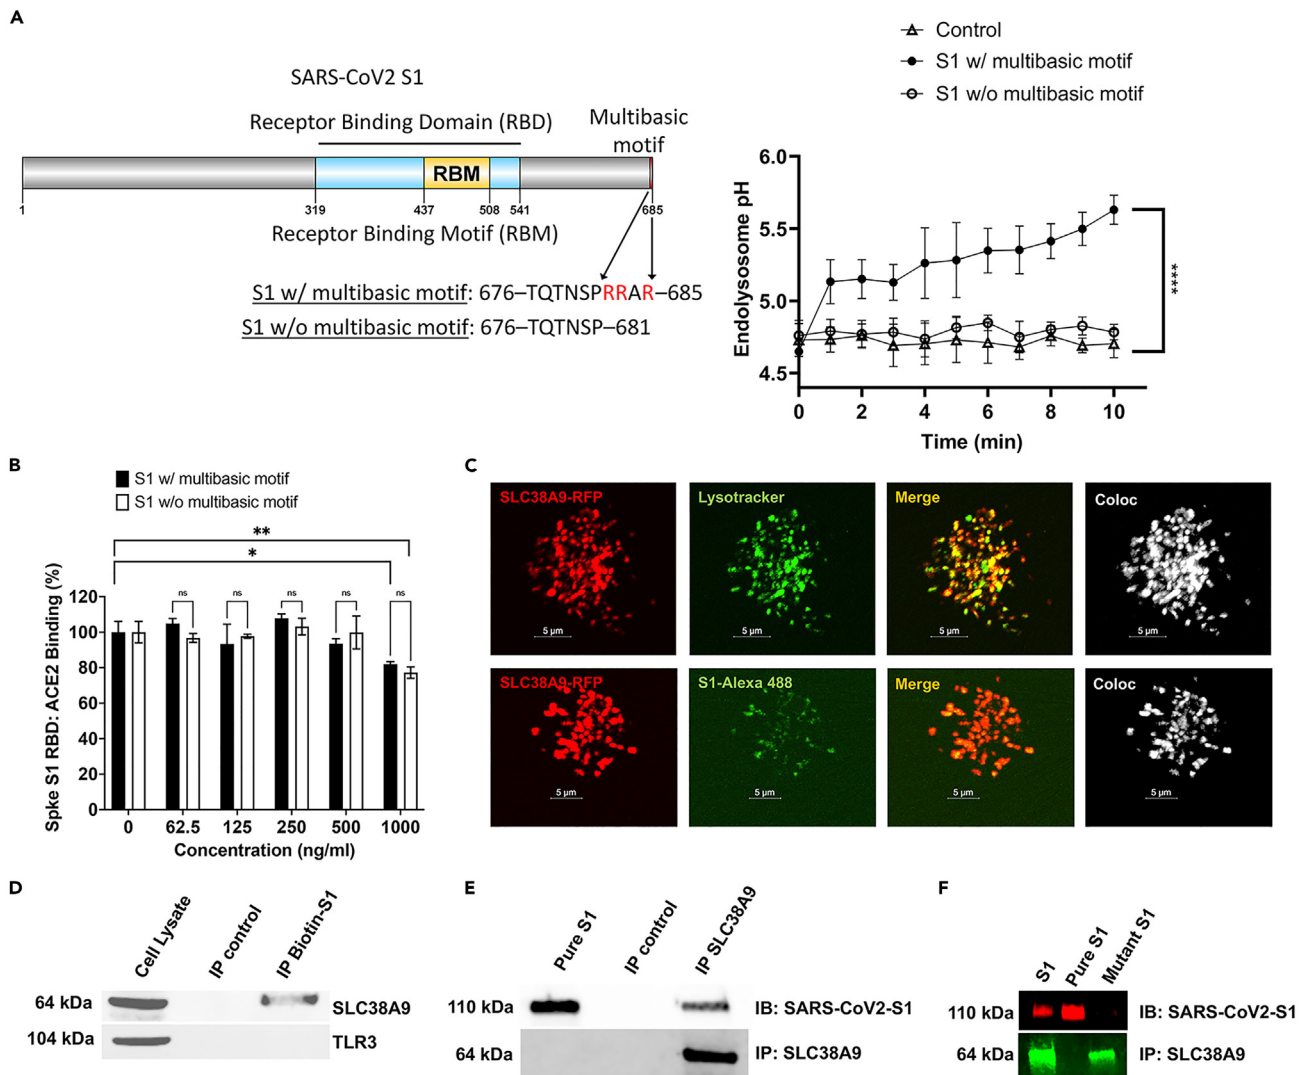 A
SARS-CoV2 S1
Receptor Binding Domain (RBD)
Multibasic
motif
RBM
1
319
437
508
541
685
Receptor Binding Motif (RBM)
S1 w/ multibasic motif: 676–TQTNSPRRAR–685
S1 w/o multibasic motif: 676–TQTNSP–681
Control
S1 w/ multibasic motif
S1 w/o multibasic motif
Endolysosome pH
6.0
5.5
5.0
4.5
0
2
4
6
8
10
Time (min)
****
B
S1 w/ multibasic motif
S1 w/o multibasic motif
**
*
ns
ns
ns
ns
ns
Spke S1 RBD: ACE2 Binding (%)
120
100
80
60
40
20
0
0
62.5
125
250
500
1000
Concentration (ng/ml)
C
SLC38A9-RFP
Lysotracker
Merge
Coloc
5 µm
5 µm
5 µm
5 µm
SLC38A9-RFP
S1-Alexa 488
Merge
Coloc
5 µm
5 µm
5 µm
5 µm
D
Cell Lysate
IP control
IP Biotin-S1
64 kDa
SLC38A9
104 kDa
TLR3
E
Pure S1
IP control
IP SLC38A9
110 kDa
IB: SARS-CoV2-S1
64 kDa
IP: SLC38A9
F
S1
Pure S1
Mutant S1
110 kDa
IB: SARS-CoV2-S1
64 kDa
IP: SLC38A9